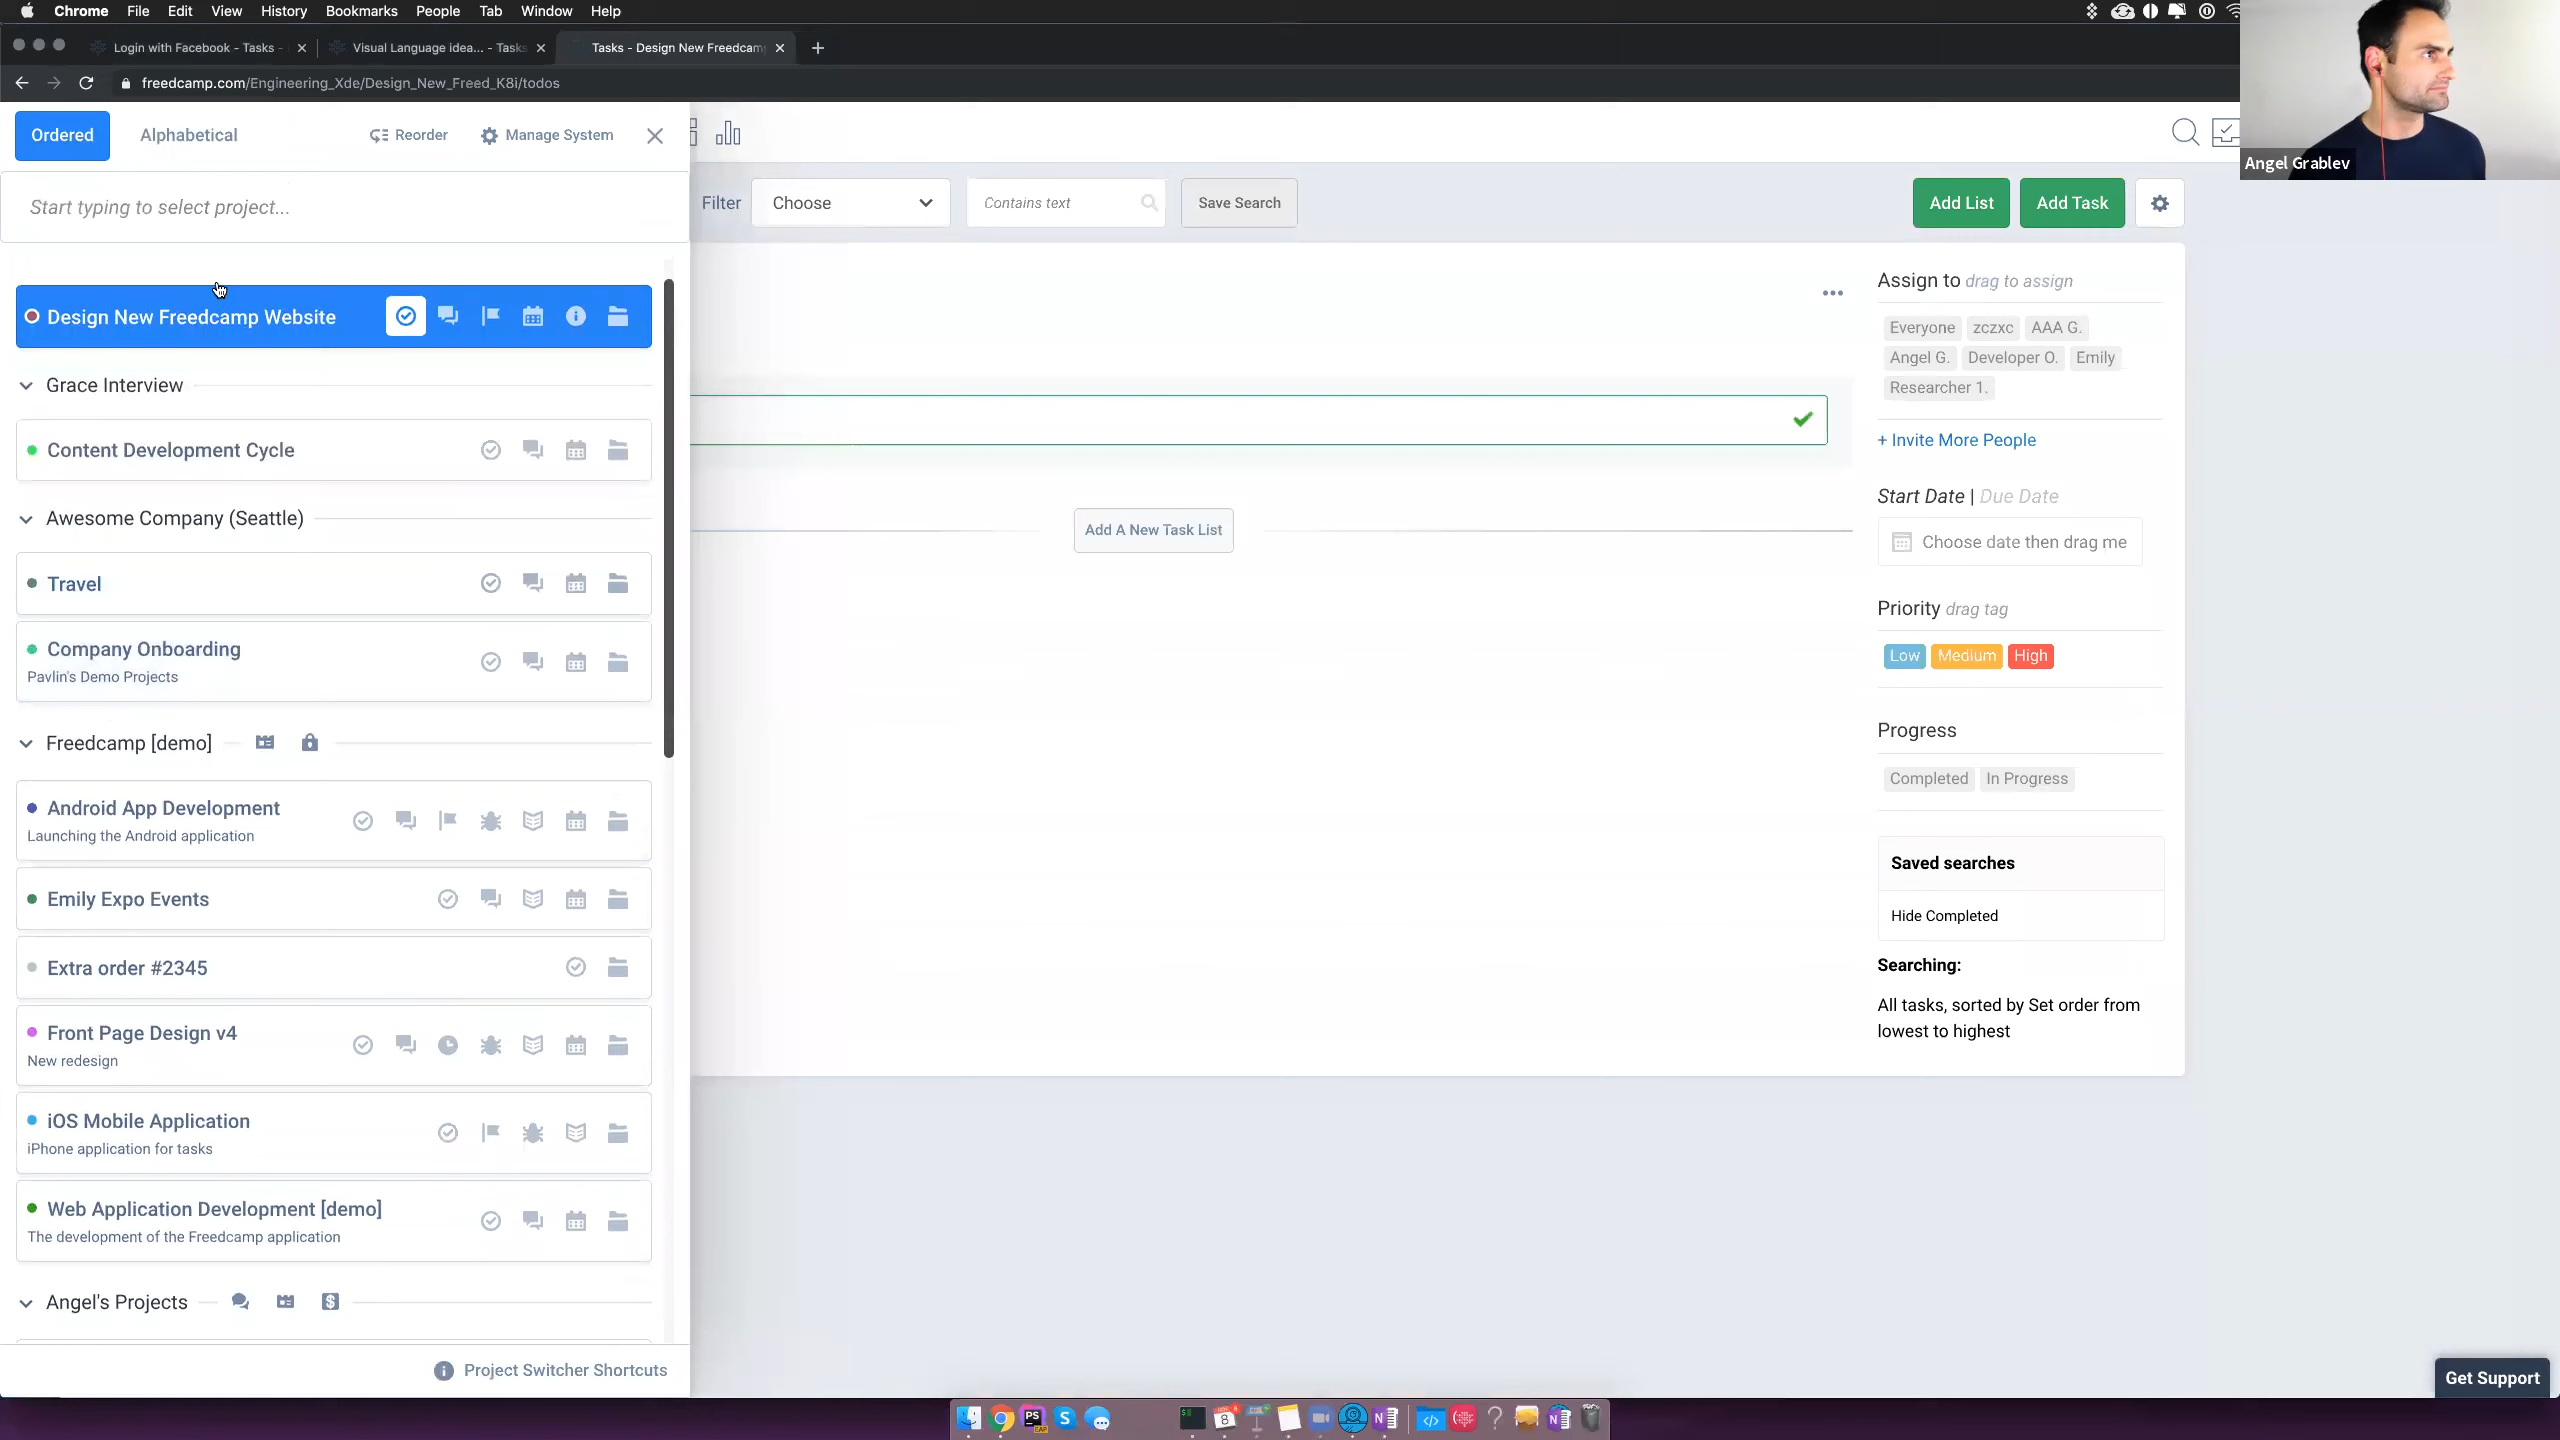 Chrome File Edit View History Bookmarks People Tab Window Help
Login with Facebook - Tasks - Visual Language idea... - Tasks Tasks - Design New Freedcam
freedcamp.com/Engineering_Xde/Design_New_Freed_K8i/todos
Angel Grablev
Ordered Alphabetical Reorder Manage System
Start typing to select project...
Design New Freedcamp Website
Grace Interview
Content Development Cycle
Awesome Company (Seattle)
Travel
Company Onboarding
Pavlin's Demo Projects
Freedcamp [demo]
Android App Development
Launching the Android application
Emily Expo Events
Extra order #2345
Front Page Design v4
New redesign
iOS Mobile Application
iPhone application for tasks
Web Application Development [demo]
The development of the Freedcamp application
Angel's Projects
Project Switcher Shortcuts
Filter Choose Contains text Save Search Add List Add Task
Add A New Task List
Assign to drag to assign
Everyone zczxc AAA G.
Angel G. Developer O. Emily
Researcher 1.
+ Invite More People
Start Date | Due Date
Choose date then drag me
Priority drag tag
Low Medium High
Progress
Completed In Progress
Saved searches
Hide Completed
Searching:
All tasks, sorted by Set order from
lowest to highest
Get Support